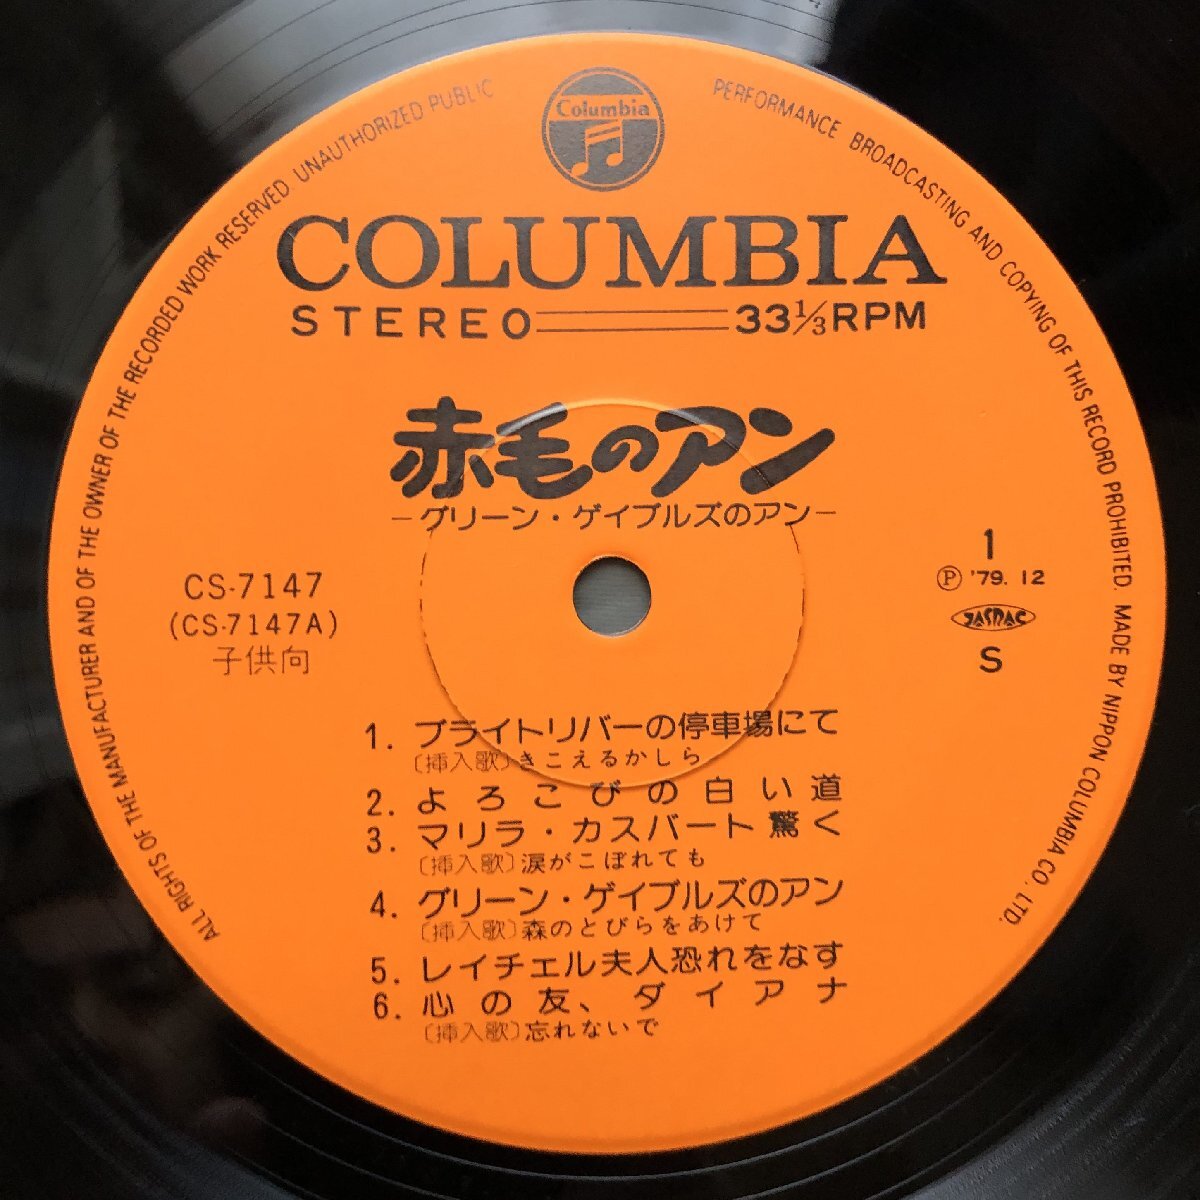 ALL RIGHTS OF THE MANUFACTURER AND OF THE OWNER OF THE RECORDED WORK RESERVED UNAUTHORIZED PUBLIC PERFORMANCE BROADCASTING AND COPYING OF THIS RECORD PROHIBITED. MADE BY NIPPON COLUMBIA CO., LTD.
Columbia
COLUMBIA
STEREO 33⅓RPM
赤毛のアン
-グリーン・ゲイブルズのアン-
CS-7147
(CS-7147A)
子供向
1
Ⓟ '79. 12
JASRAC
S
1. ブライトリバーの停車場にて
〔挿入歌〕きこえるかしら
2. よろこびの白い道
3. マリラ・カスバート驚く
〔挿入歌〕涙がこぼれても
4. グリーン・ゲイブルズのアン
〔挿入歌〕森のとびらをあけて
5. レイチェル夫人恐れをなす
6. 心の友、ダイアナ
〔挿入歌〕忘れないで